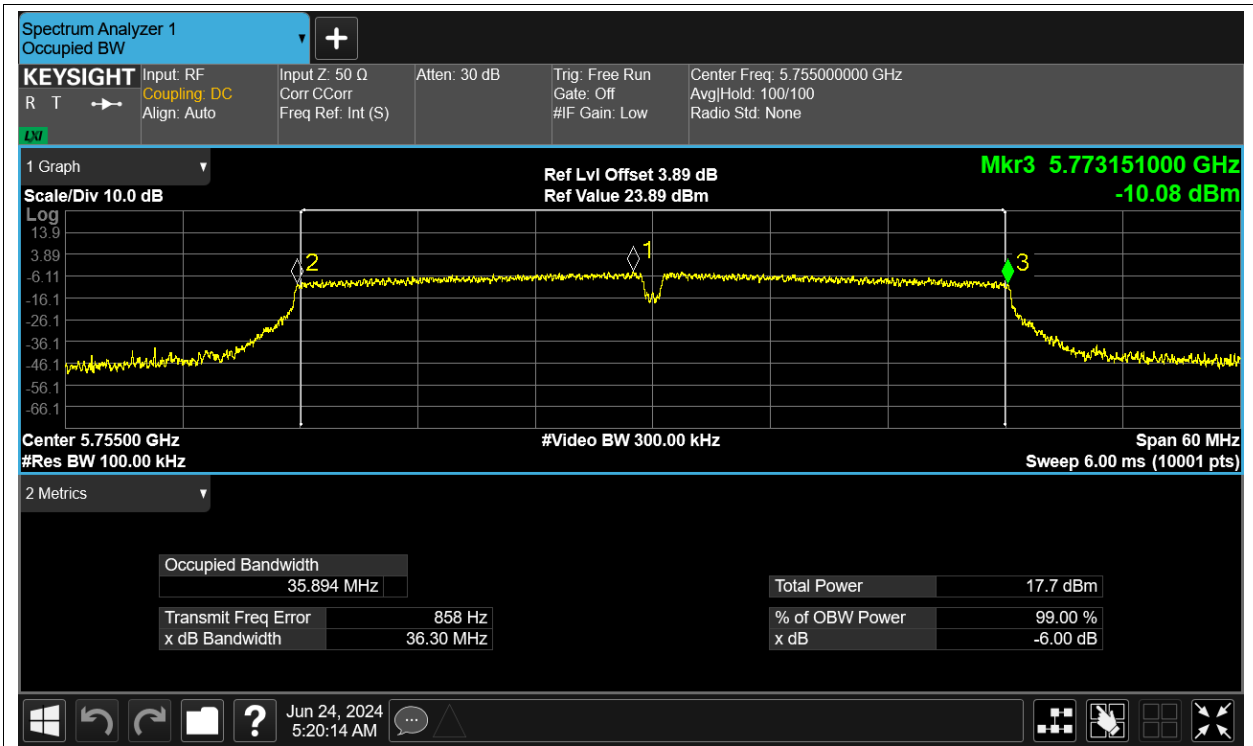 Spectrum Analyzer 1
Occupied BW
KEYSIGHT
R T
LXI
Input: RF
Coupling: DC
Align: Auto
Input Z: 50 Ω
Corr CCorr
Freq Ref: Int (S)
Atten: 30 dB
Trig: Free Run
Gate: Off
#IF Gain: Low
Center Freq: 5.755000000 GHz
Avg|Hold: 100/100
Radio Std: None
1 Graph
Scale/Div 10.0 dB
Ref Lvl Offset 3.89 dB
Ref Value 23.89 dBm
Mkr3 5.773151000 GHz
-10.08 dBm
Log
13.9
3.89
-6.11
-16.1
-26.1
-36.1
-46.1
-56.1
-66.1
2
1
3
Center 5.75500 GHz
#Res BW 100.00 kHz
#Video BW 300.00 kHz
Span 60 MHz
Sweep 6.00 ms (10001 pts)
2 Metrics
Occupied Bandwidth
35.894 MHz
Transmit Freq Error 858 Hz
x dB Bandwidth 36.30 MHz
Total Power 17.7 dBm
% of OBW Power 99.00 %
x dB -6.00 dB
?
Jun 24, 2024
5:20:14 AM